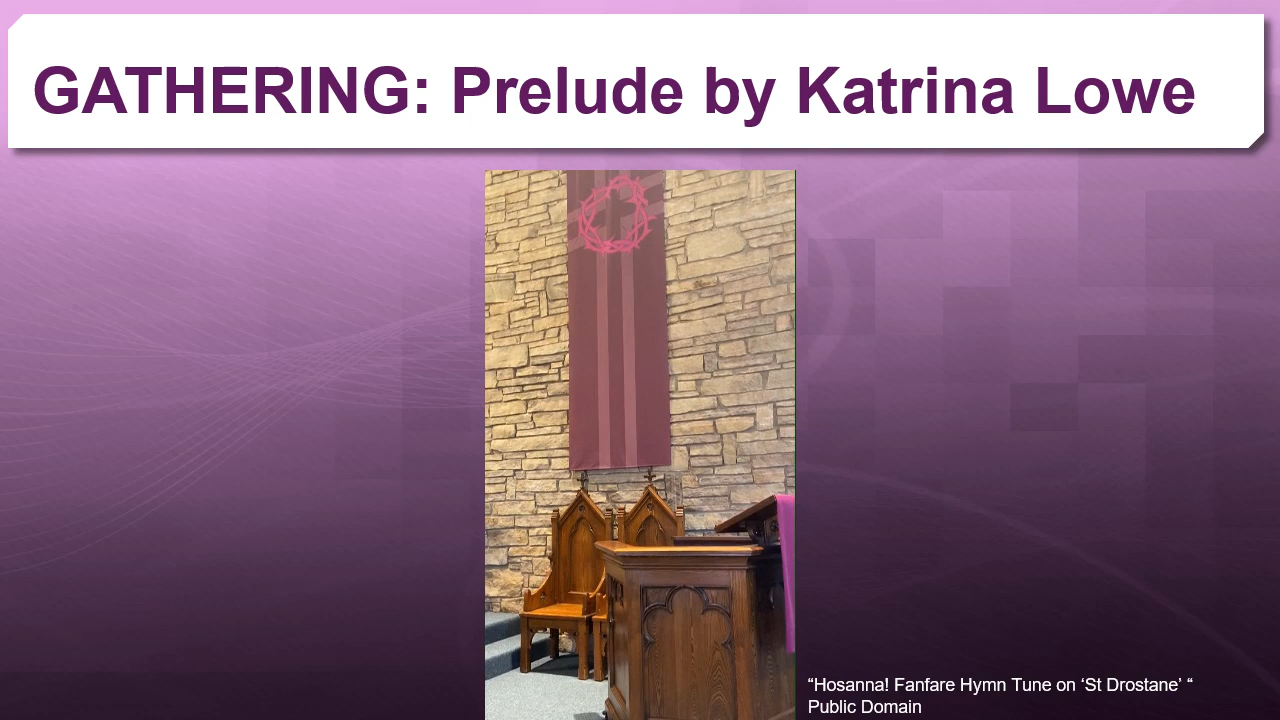 GATHERING: Prelude by Katrina Lowe
“Hosanna! Fanfare Hymn Tune on ‘St Drostane’ “
Public Domain